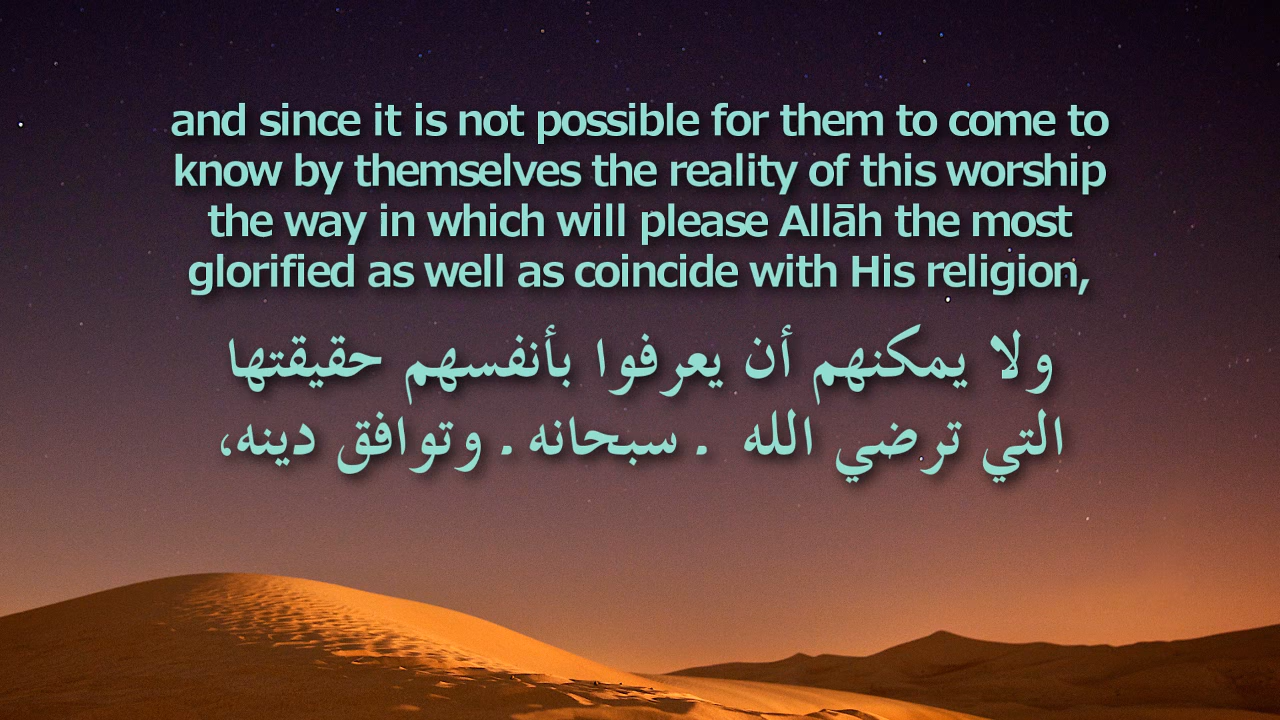 and since it is not possible for them to come to
know by themselves the reality of this worship
the way in which will please Allāh the most
glorified as well as coincide with His religion,
ولا يمكنهم أن يعرفوا بأنفسهم حقيقتها
التي ترضي الله ـ سبحانه ـ وتوافق دينه،